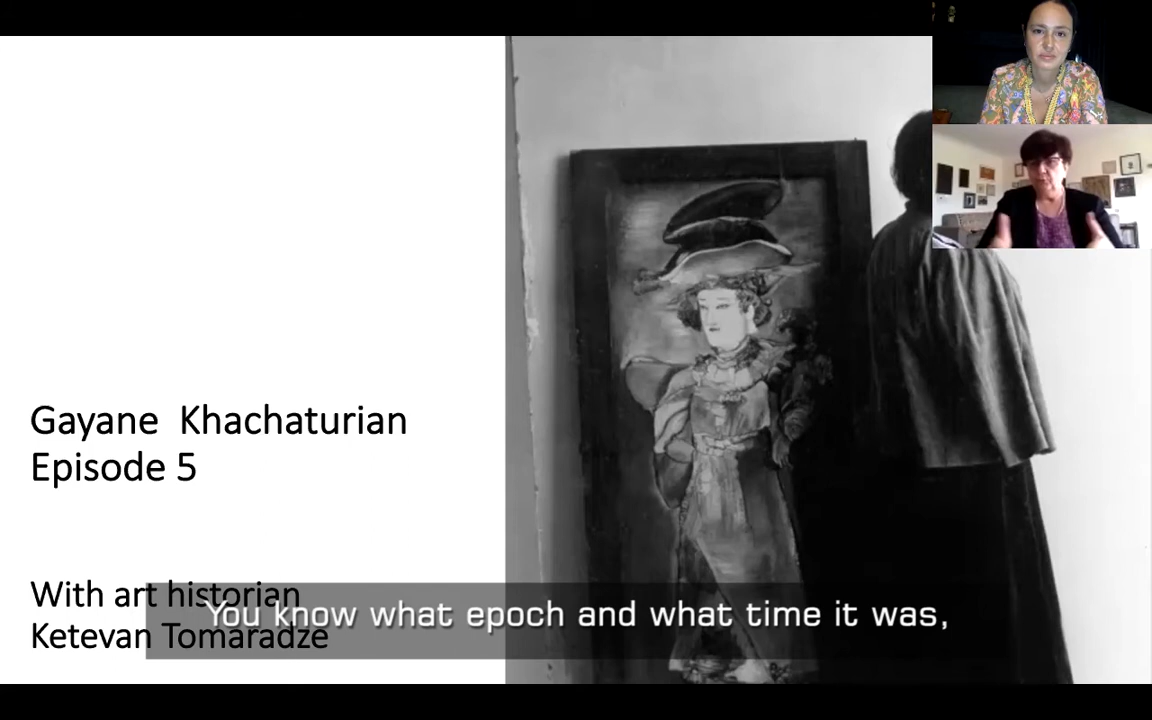 Gayane Khachaturian
Episode 5
With art historian
Ketevan Tomaradze
You know what epoch and what time it was,